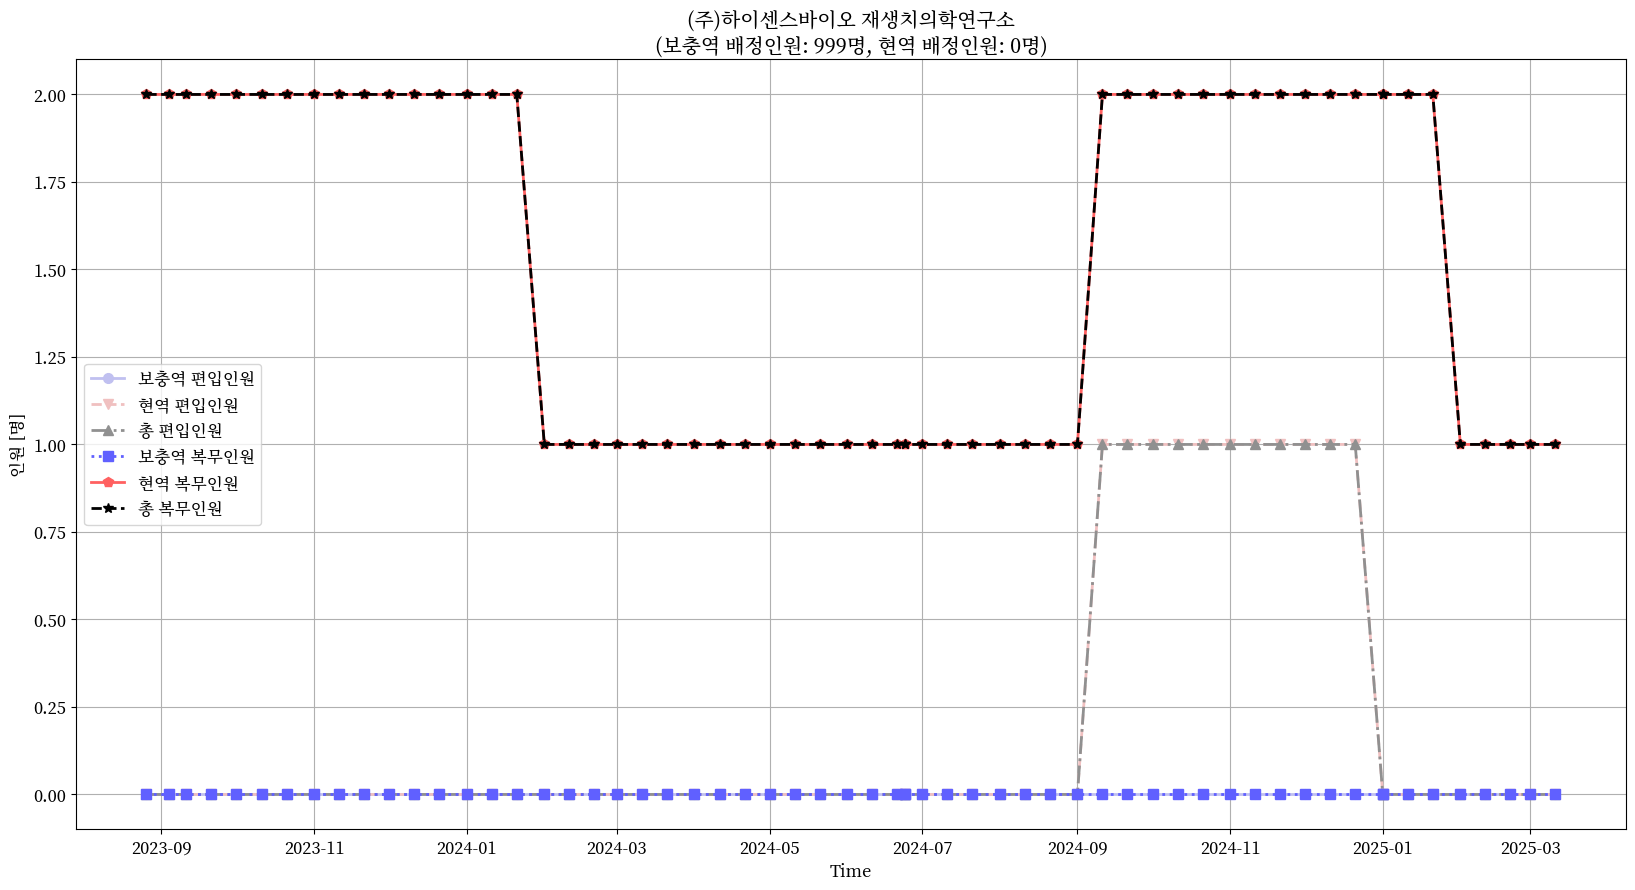 (주)하이센스바이오 재생치의학연구소
(보충역 배정인원: 999명, 현역 배정인원: 0명)
인원 [명]
2.00
1.75
1.50
1.25
1.00
0.75
0.50
0.25
0.00
보충역 편입인원
현역 편입인원
총 편입인원
보충역 복무인원
현역 복무인원
총 복무인원
2023-09 2023-11 2024-01 2024-03 2024-05 2024-07 2024-09 2024-11 2025-01 2025-03
Time